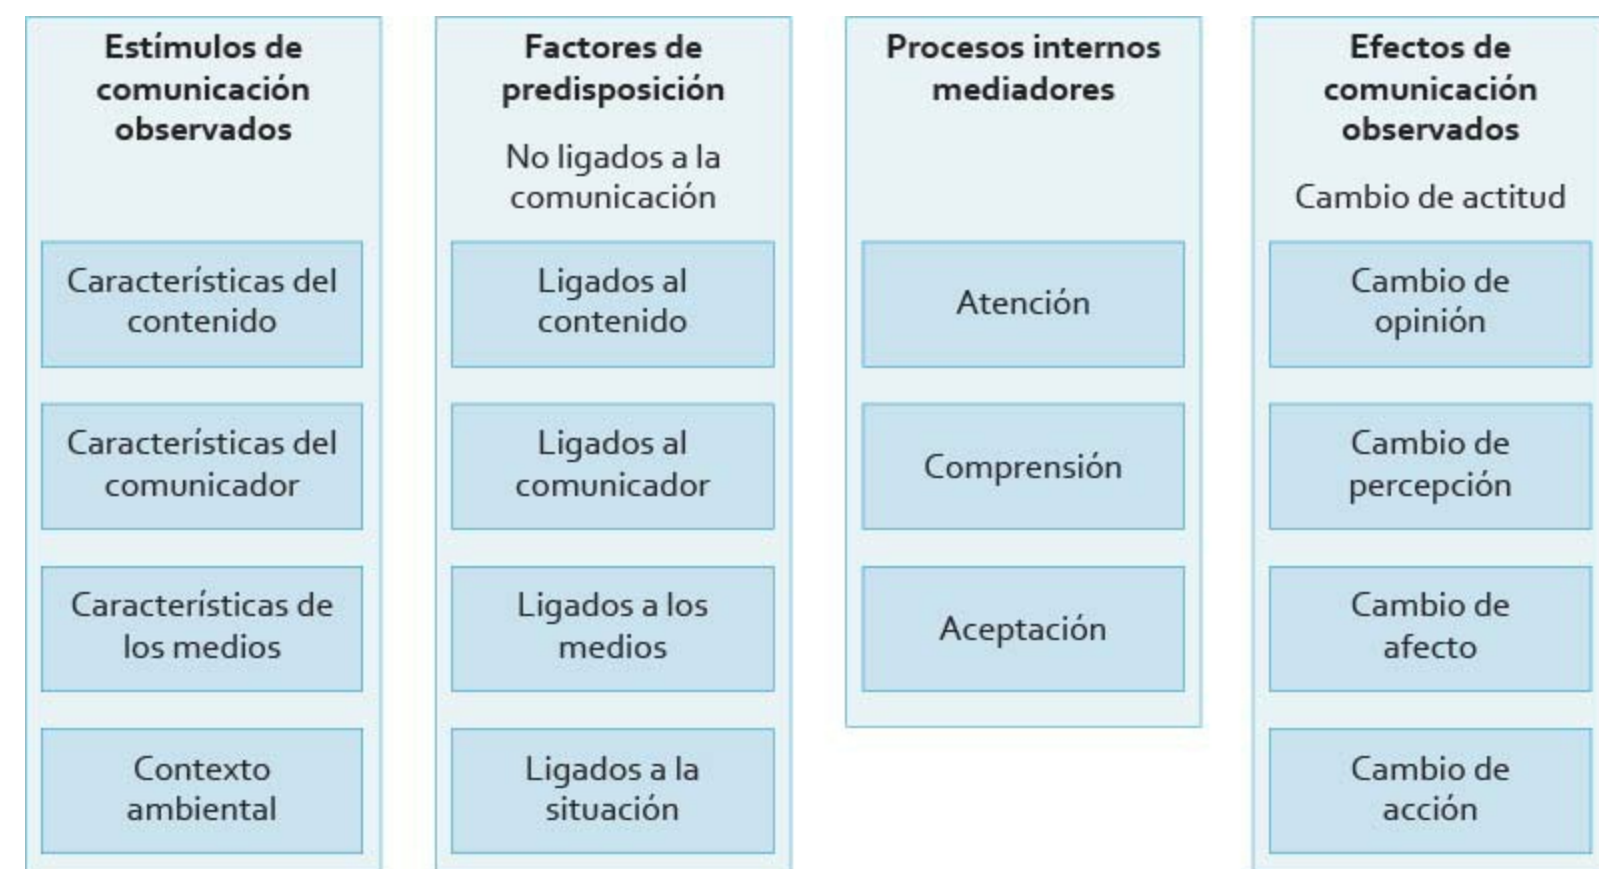 Estímulos de
comunicación
observados
Características del
contenido
Características del
comunicador
Características de
los medios
Contexto
ambiental
Factores de
predisposición
No ligados a la
comunicación
Ligados al
contenido
Ligados al
comunicador
Ligados a los
medios
Ligados a la
situación
Procesos internos
mediadores
Atención
Comprensión
Aceptación
Efectos de
comunicación
observados
Cambio de actitud
Cambio de
opinión
Cambio de
percepción
Cambio de
afecto
Cambio de
acción